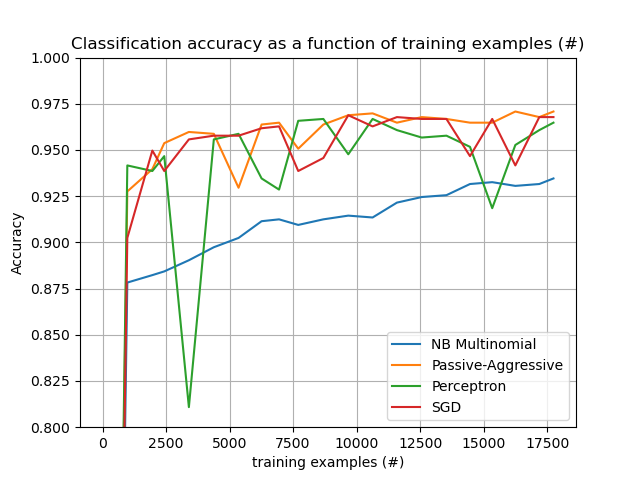 Classification accuracy as a function of training examples (#)
1.000
0.975
0.950
0.925
0.900
0.875
0.850
0.825
0.800
Accuracy
NB Multinomial
Passive-Aggressive
Perceptron
SGD
0 2500 5000 7500 10000 12500 15000 17500
training examples (#)